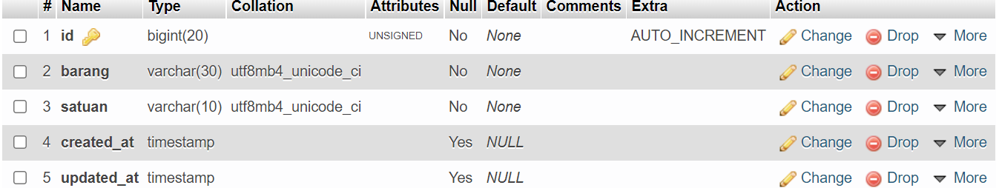 # Name Type Collation Attributes Null Default Comments Extra Action
1 id bigint(20) UNSIGNED No None AUTO_INCREMENT Change Drop More
2 barang varchar(30) utf8mb4_unicode_ci No None Change Drop More
3 satuan varchar(10) utf8mb4_unicode_ci No None Change Drop More
4 created_at timestamp Yes NULL Change Drop More
5 updated_at timestamp Yes NULL Change Drop More